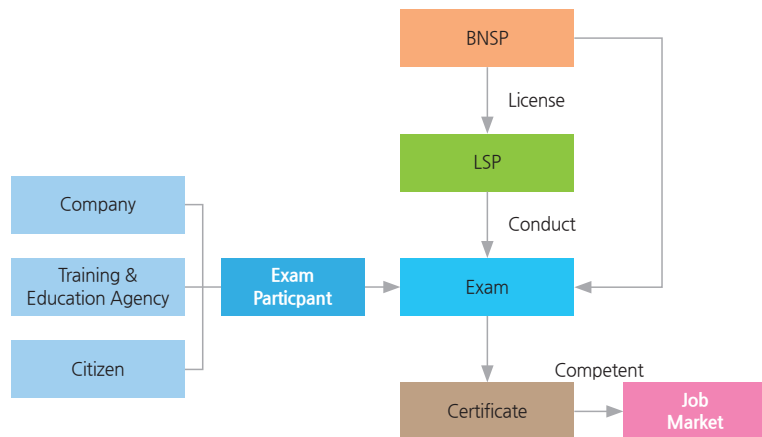 BNSP
License
LSP
Conduct
Company
Training &
Education Agency
Citizen
Exam
Particpant
Exam
Competent
Certificate
Job
Market